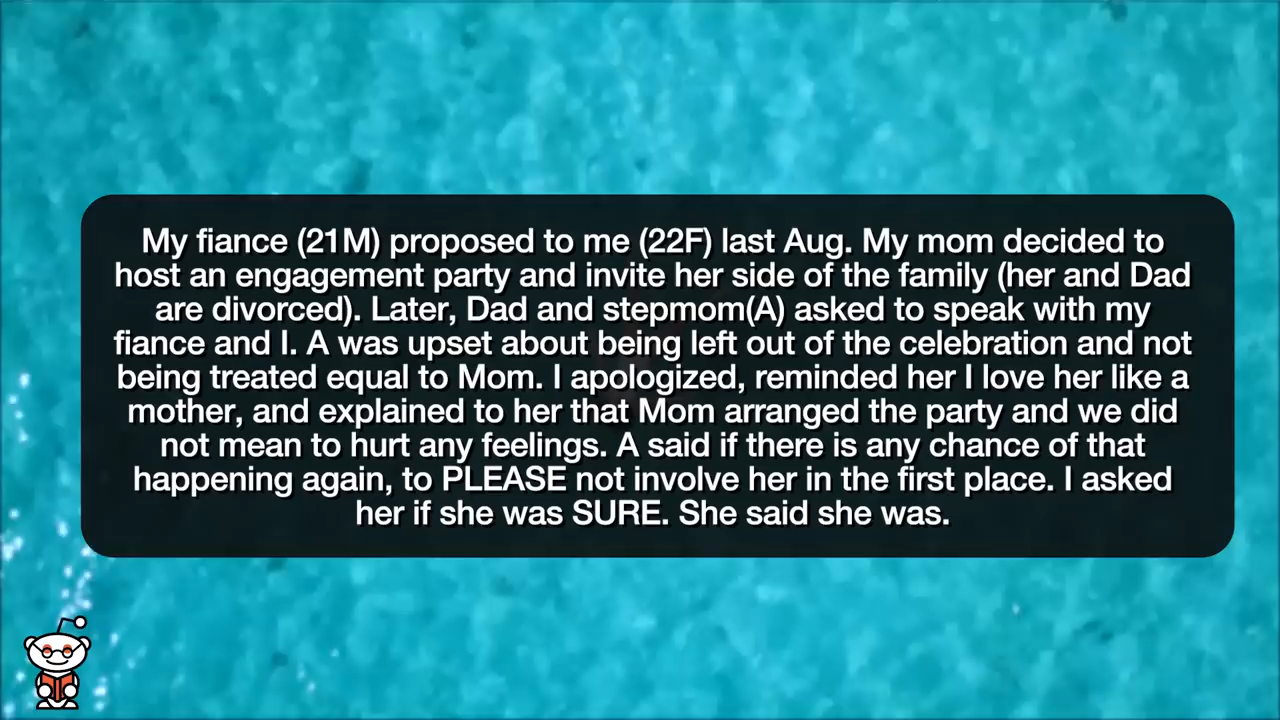 My fiance (21M) proposed to me (22F) last Aug. My mom decided to
host an engagement party and invite her side of the family (her and Dad
are divorced). Later, Dad and stepmom(A) asked to speak with my
fiance and I. A was upset about being left out of the celebration and not
being treated equal to Mom. I apologized, reminded her I love her like a
mother, and explained to her that Mom arranged the party and we did
not mean to hurt any feelings. A said if there is any chance of that
happening again, to PLEASE not involve her in the first place. I asked
her if she was SURE. She said she was.